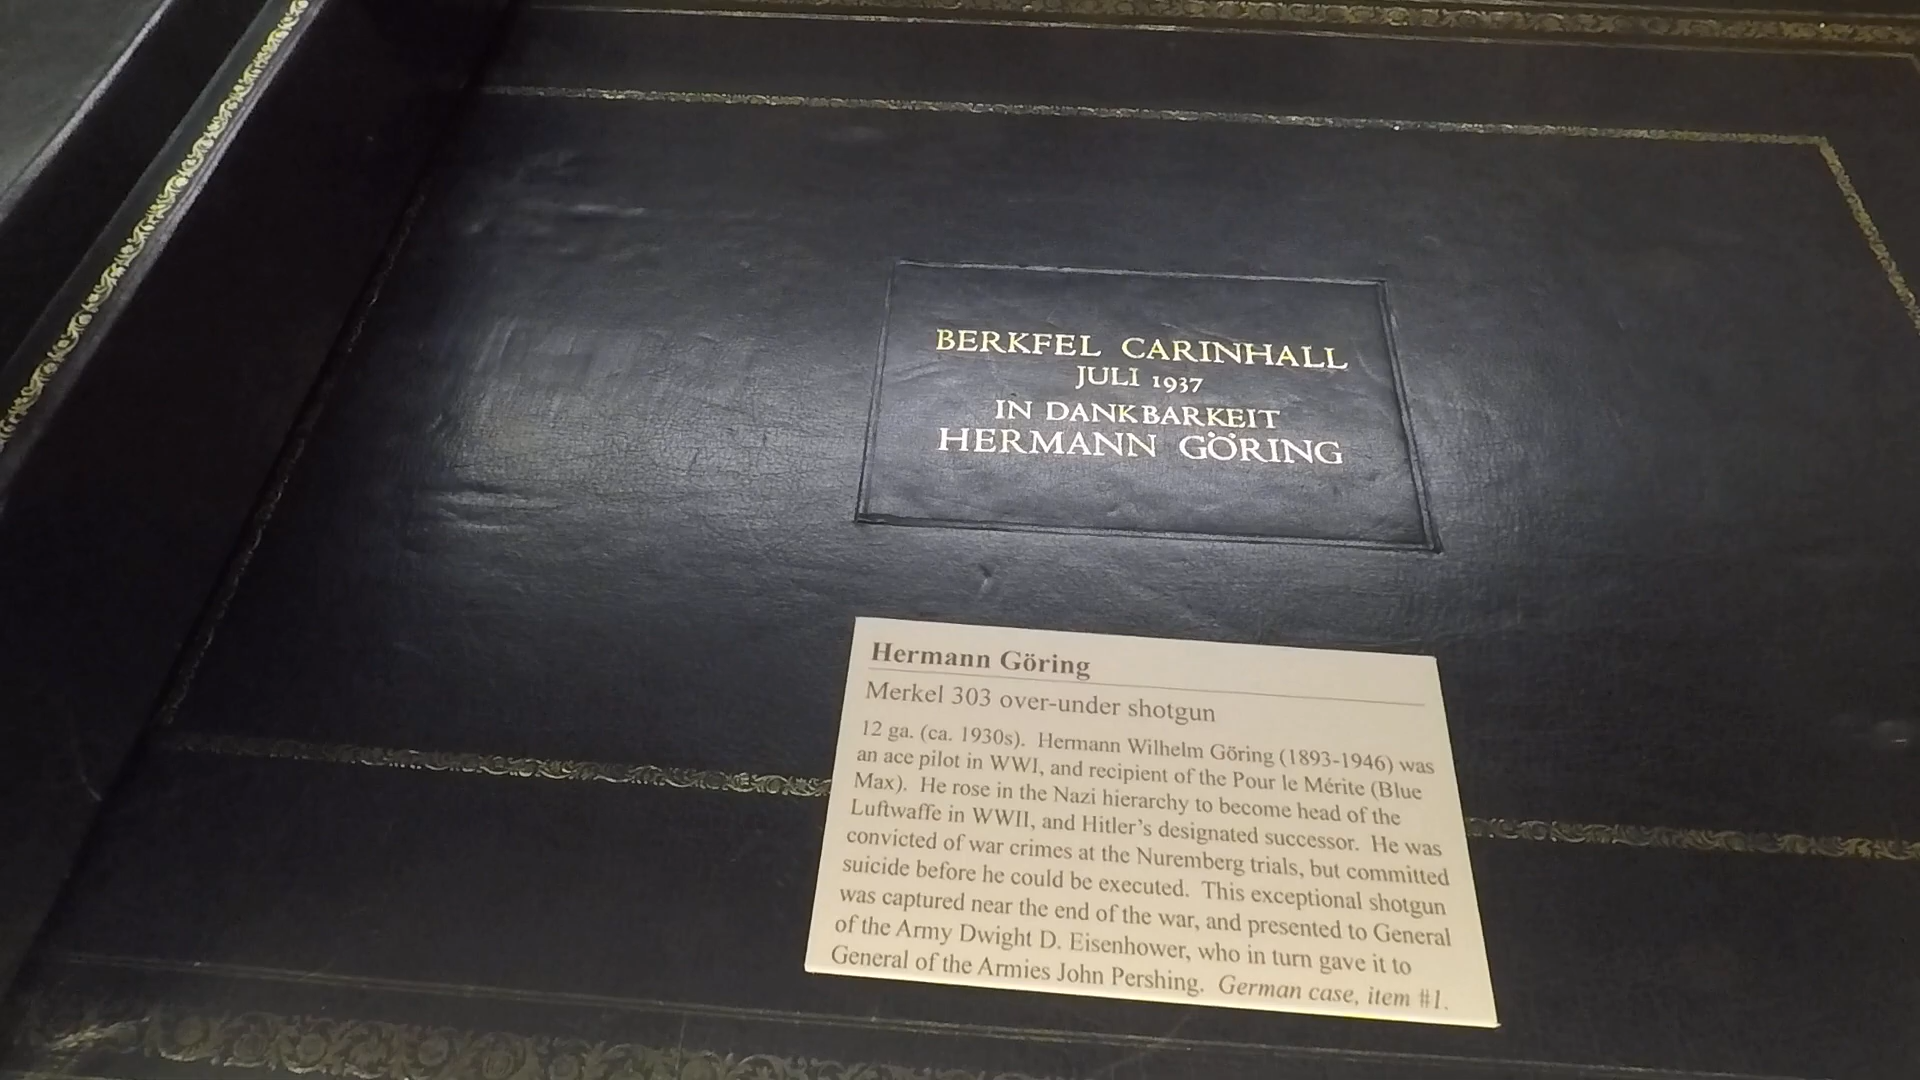 BERKFEL CARINHALL
JULI 1937
IN DANKBARKEIT
HERMANN GÖRING
Hermann Göring
Merkel 303 over-under shotgun
12 ga. (ca. 1930s). Hermann Wilhelm Göring (1893-1946) was
an ace pilot in WWI, and recipient of the Pour le Mérite (Blue
Max). He rose in the Nazi hierarchy to become head of the
Luftwaffe in WWII, and Hitler's designated successor. He was
convicted of war crimes at the Nuremberg trials, but committed
suicide before he could be executed. This exceptional shotgun
was captured near the end of the war, and presented to General
of the Army Dwight D. Eisenhower, who in turn gave it to
General of the Armies John Pershing. German case, item #1.